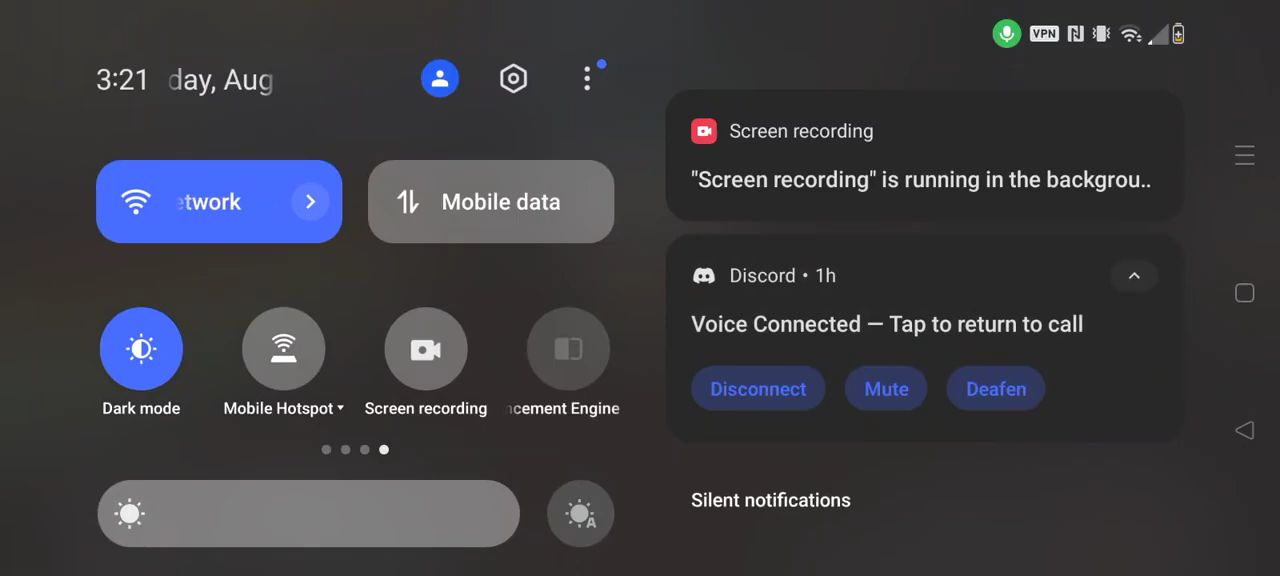 3:21 day, Aug
VPN
etwork
Mobile data
Dark mode
Mobile Hotspot
Screen recording
ncement Engine
A
Screen recording
"Screen recording" is running in the backgrou..
Discord • 1h
Voice Connected — Tap to return to call
Disconnect
Mute
Deafen
Silent notifications